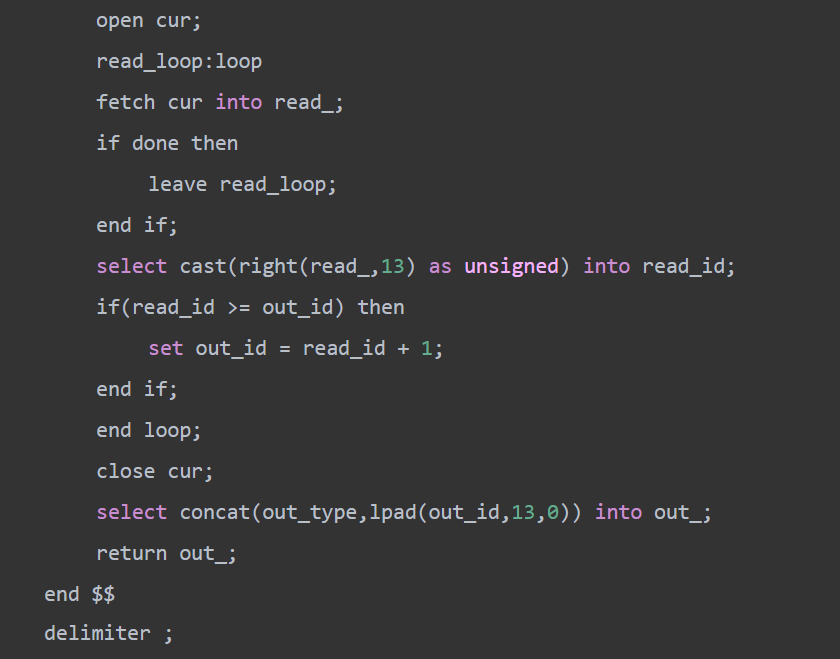 open cur;
read_loop:loop
fetch cur into read_;
if done then
leave read_loop;
end if;
select cast(right(read_,13) as unsigned) into read_id;
if(read_id >= out_id) then
set out_id = read_id + 1;
end if;
end loop;
close cur;
select concat(out_type,lpad(out_id,13,0)) into out_;
return out_;
end $$
delimiter ;